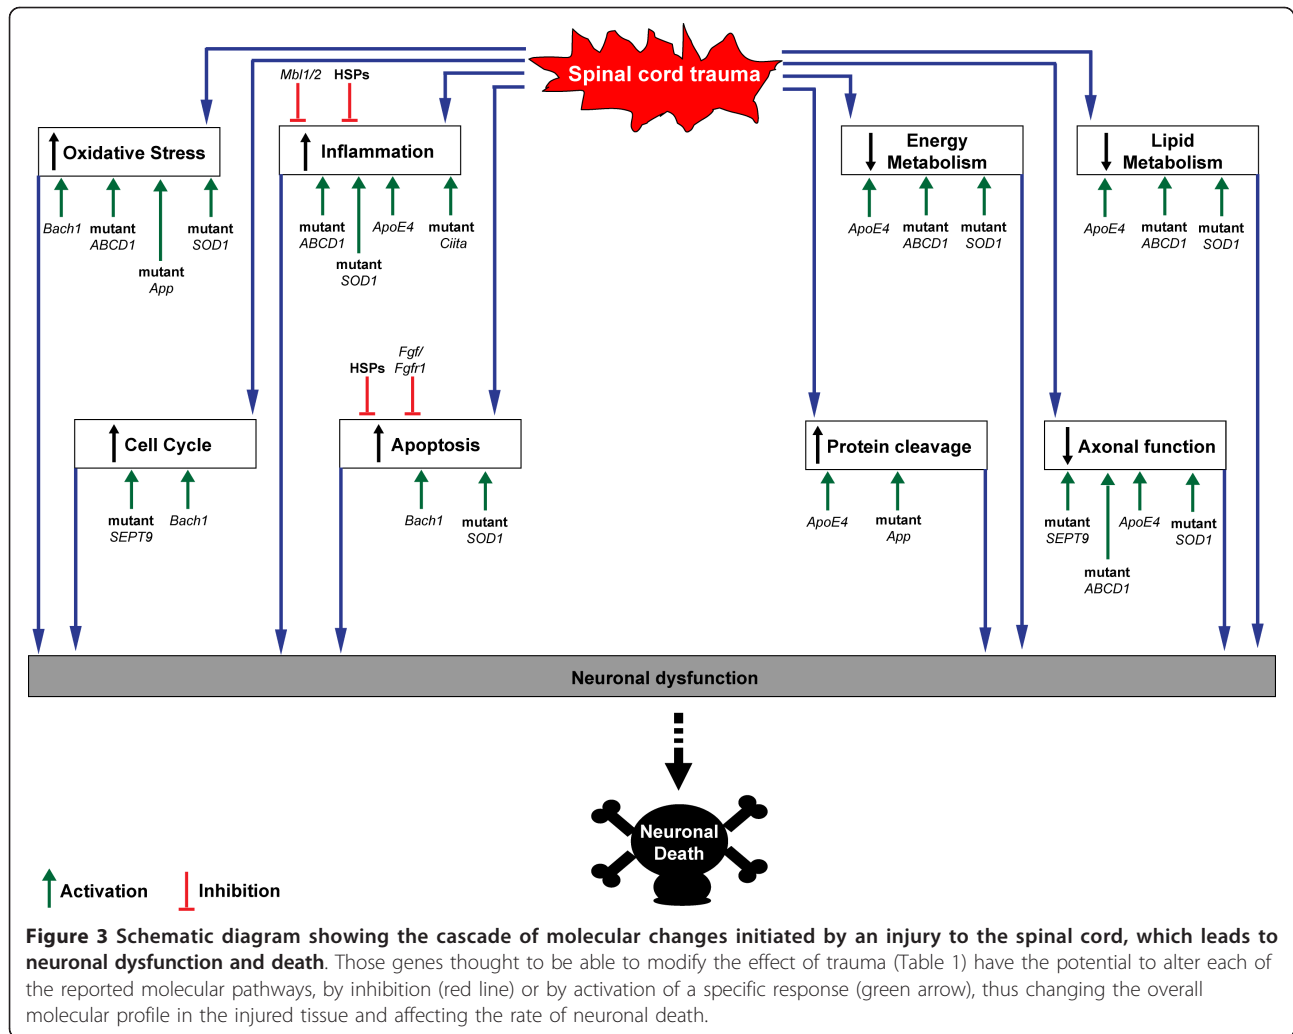 Spinal cord trauma
Mbl1/2
HSPs
Oxidative Stress
Inflammation
Energy
Metabolism
Lipid
Metabolism
Bach1
mutant
ABCD1
mutant
App
mutant
SOD1
mutant
ABCD1
mutant
SOD1
ApoE4
mutant
Ciita
ApoE4
mutant
ABCD1
mutant
SOD1
ApoE4
mutant
ABCD1
mutant
SOD1
HSPs
Fgf/
Fgfr1
Cell Cycle
Apoptosis
Protein cleavage
Axonal function
mutant
SEPT9
Bach1
Bach1
mutant
SOD1
ApoE4
mutant
App
mutant
SEPT9
mutant
ABCD1
ApoE4
mutant
SOD1
Neuronal dysfunction
Neuronal
Death
Activation
Inhibition
Figure 3 Schematic diagram showing the cascade of molecular changes initiated by an injury to the spinal cord, which leads to
neuronal dysfunction and death. Those genes thought to be able to modify the effect of trauma (Table 1) have the potential to alter each of
the reported molecular pathways, by inhibition (red line) or by activation of a specific response (green arrow), thus changing the overall
molecular profile in the injured tissue and affecting the rate of neuronal death.